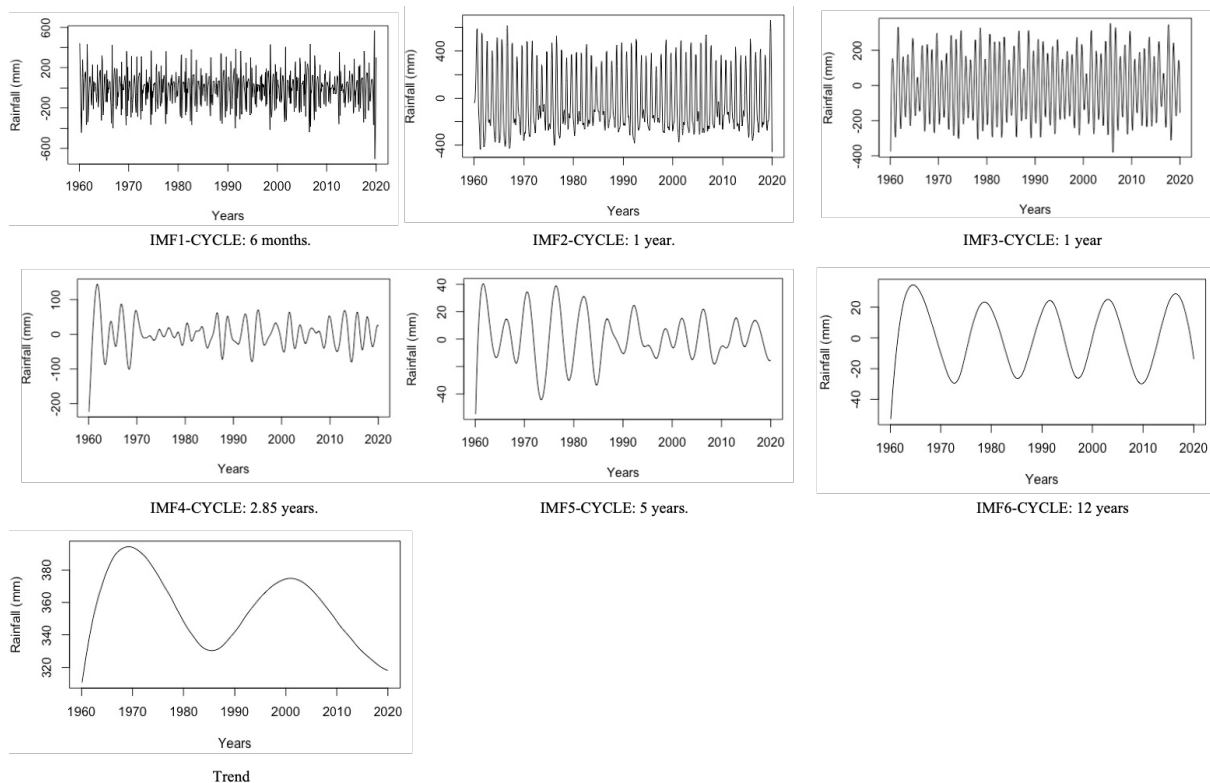 Rainfall (mm)
600
200
-200
-600
1960 1970 1980 1990 2000 2010 2020
Years
IMF1-CYCLE: 6 months.
Rainfall (mm)
400
0
400
1960 1970 1980 1990 2000 2010 2020
Years
IMF2-CYCLE: 1 year.
Rainfall (mm)
200
0
-200
-400
1960 1970 1980 1990 2000 2010 2020
Years
IMF3-CYCLE: 1 year
Rainfall (mm)
100
0
-100
-200
1960 1970 1980 1990 2000 2010 2020
Years
IMF4-CYCLE: 2.85 years.
Rainfall (mm)
40
20
0
-40
1960 1970 1980 1990 2000 2010 2020
Years
IMF5-CYCLE: 5 years.
Rainfall (mm)
20
0
-20
-40
1960 1970 1980 1990 2000 2010 2020
Years
IMF6-CYCLE: 12 years
Rainfall (mm)
380
360
340
320
1960 1970 1980 1990 2000 2010 2020
Years
Trend